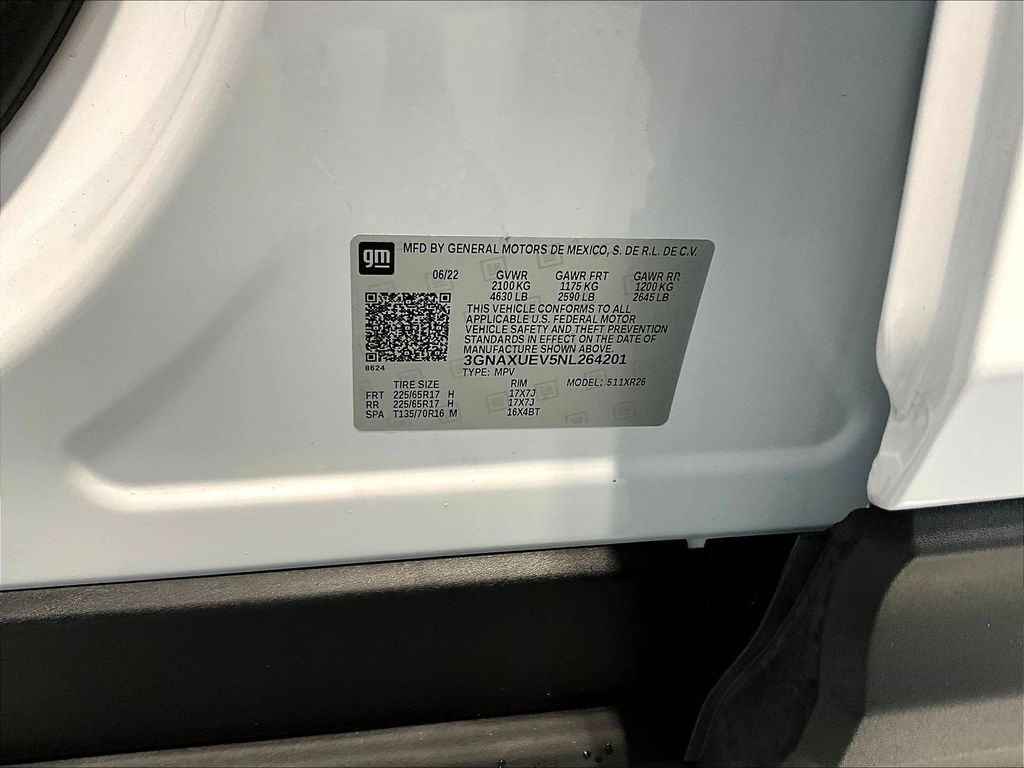 gm MFD BY GENERAL MOTORS DE MEXICO, S. DE R.L. DE C.V.
06/22 GVWR GAWR FRT GAWR RR
2100 KG 1175 KG 1200 KG
4630 LB 2590 LB 2645 LB
THIS VEHICLE CONFORMS TO ALL
APPLICABLE U.S. FEDERAL MOTOR
VEHICLE SAFETY AND THEFT PREVENTION
STANDARDS IN EFFECT ON THE DATE OF
MANUFACTURE SHOWN ABOVE.
8624
3GNAXUEV5NL264201
TYPE: MPV
TIRE SIZE RIM MODEL: 511XR26
FRT 225/65R17 H 17X7J
RR 225/65R17 H 17X7J
SPA T135/70R16 M 16X4BT